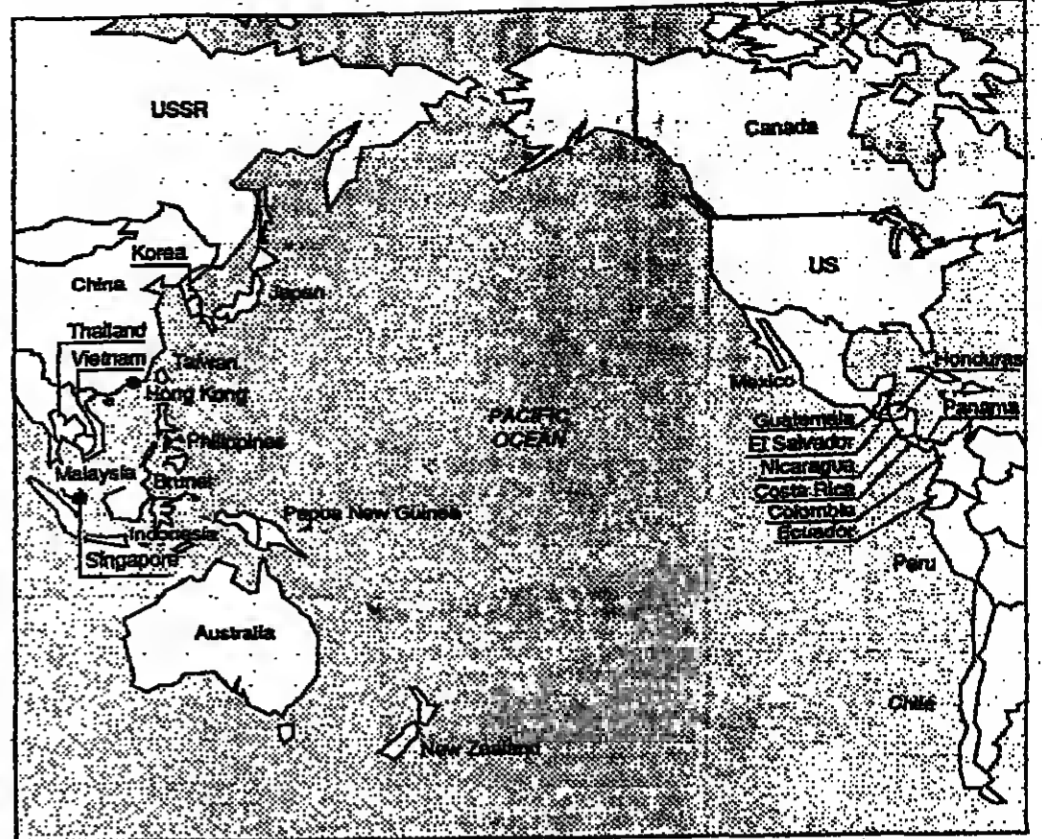 USSR
Canada
Korea
China
Japan
US
Thailand
Vietnam
Taiwan
Hong Kong
Honduras
Mexico
Panama
PACIFIC
OCEAN
Guatemala
El Salvador
Philippines
Nicaragua
Malaysia
Brunei
Costa Rica
Colombia
Papua New Guinea
Ecuador
Indonesia
Singapore
Peru
Australia
Chile
New Zealand